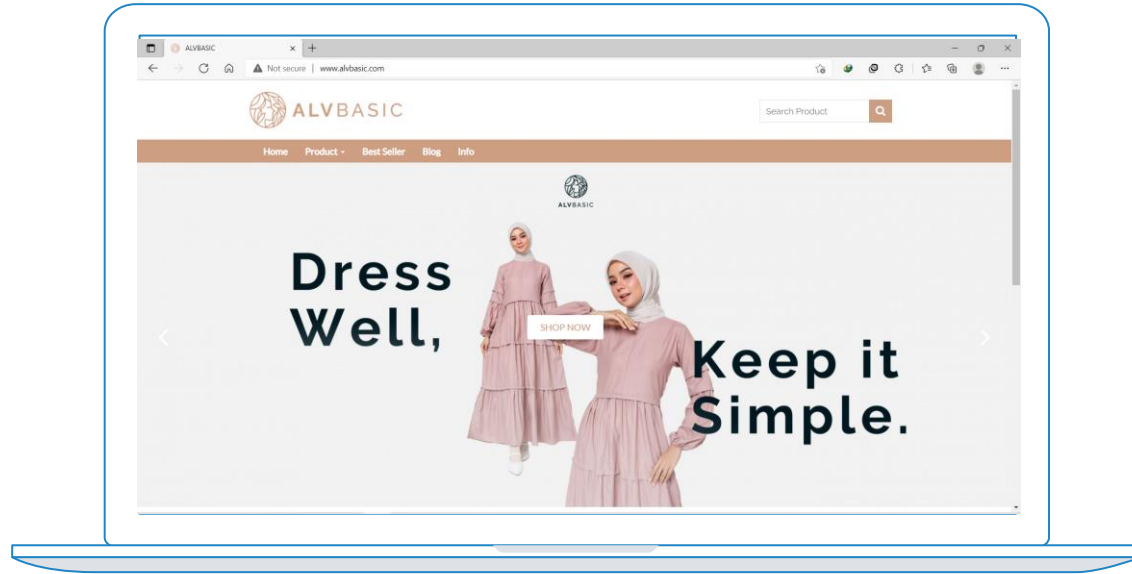 ALVBASIC
Not secure | www.alvbasic.com
ALVBASIC
Search Product
Home Product Best Seller Blog Info
ALVBASIC
Dress
Well,
SHOP NOW
Keep it
Simple.